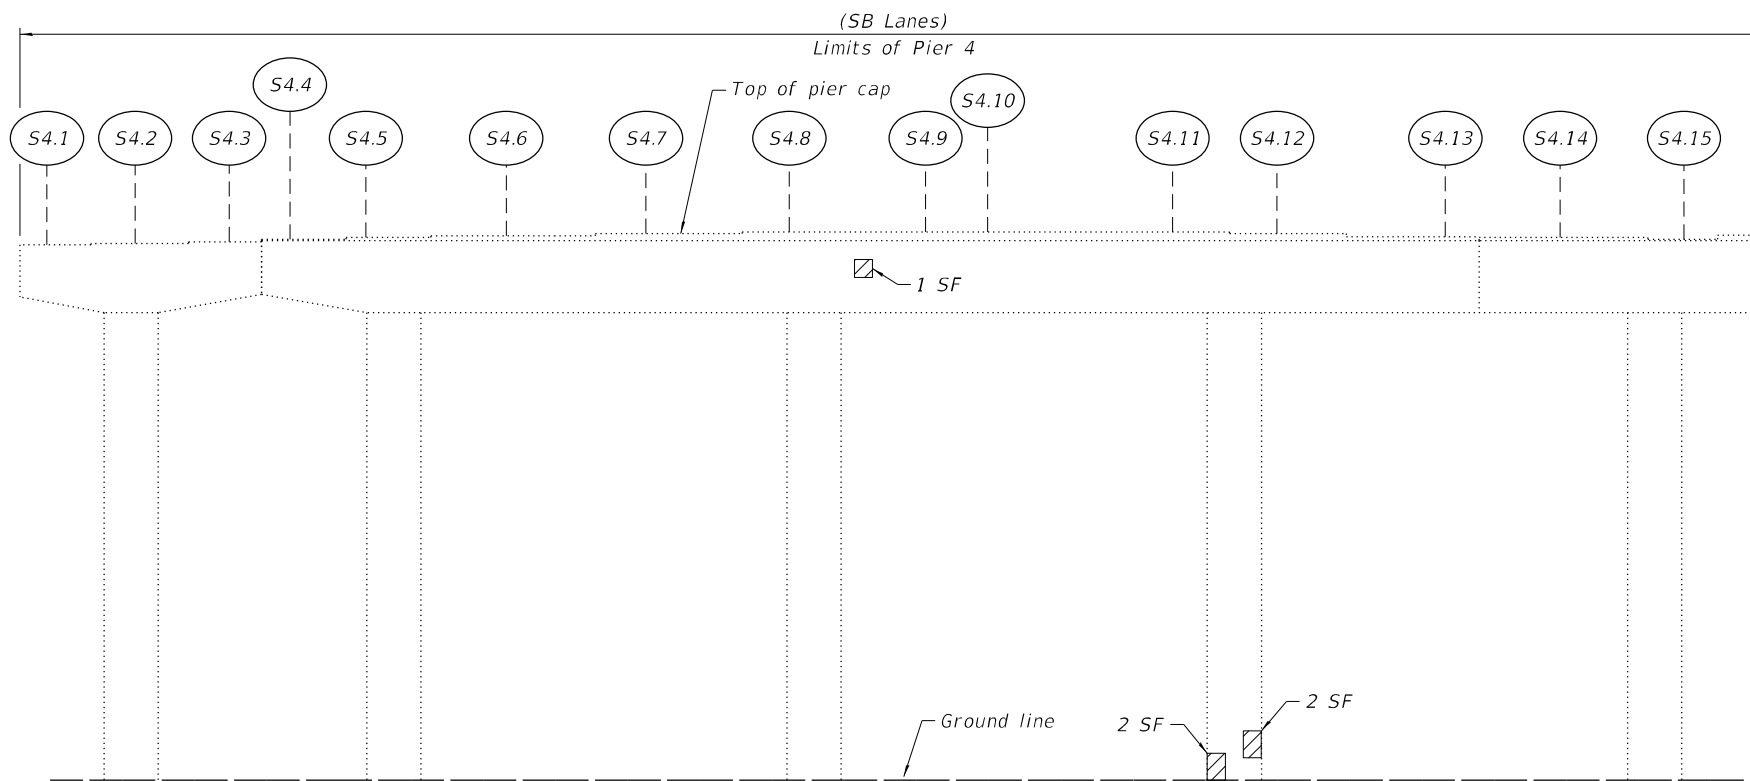 (SB Lanes)
Limits of Pier 4
S4.4
Top of pier cap
S4.10
S4.1
S4.2
S4.3
S4.5
S4.6
S4.7
S4.8
S4.9
S4.11
S4.12
S4.13
S4.14
S4.15
1 SF
2 SF
Ground line
2 SF